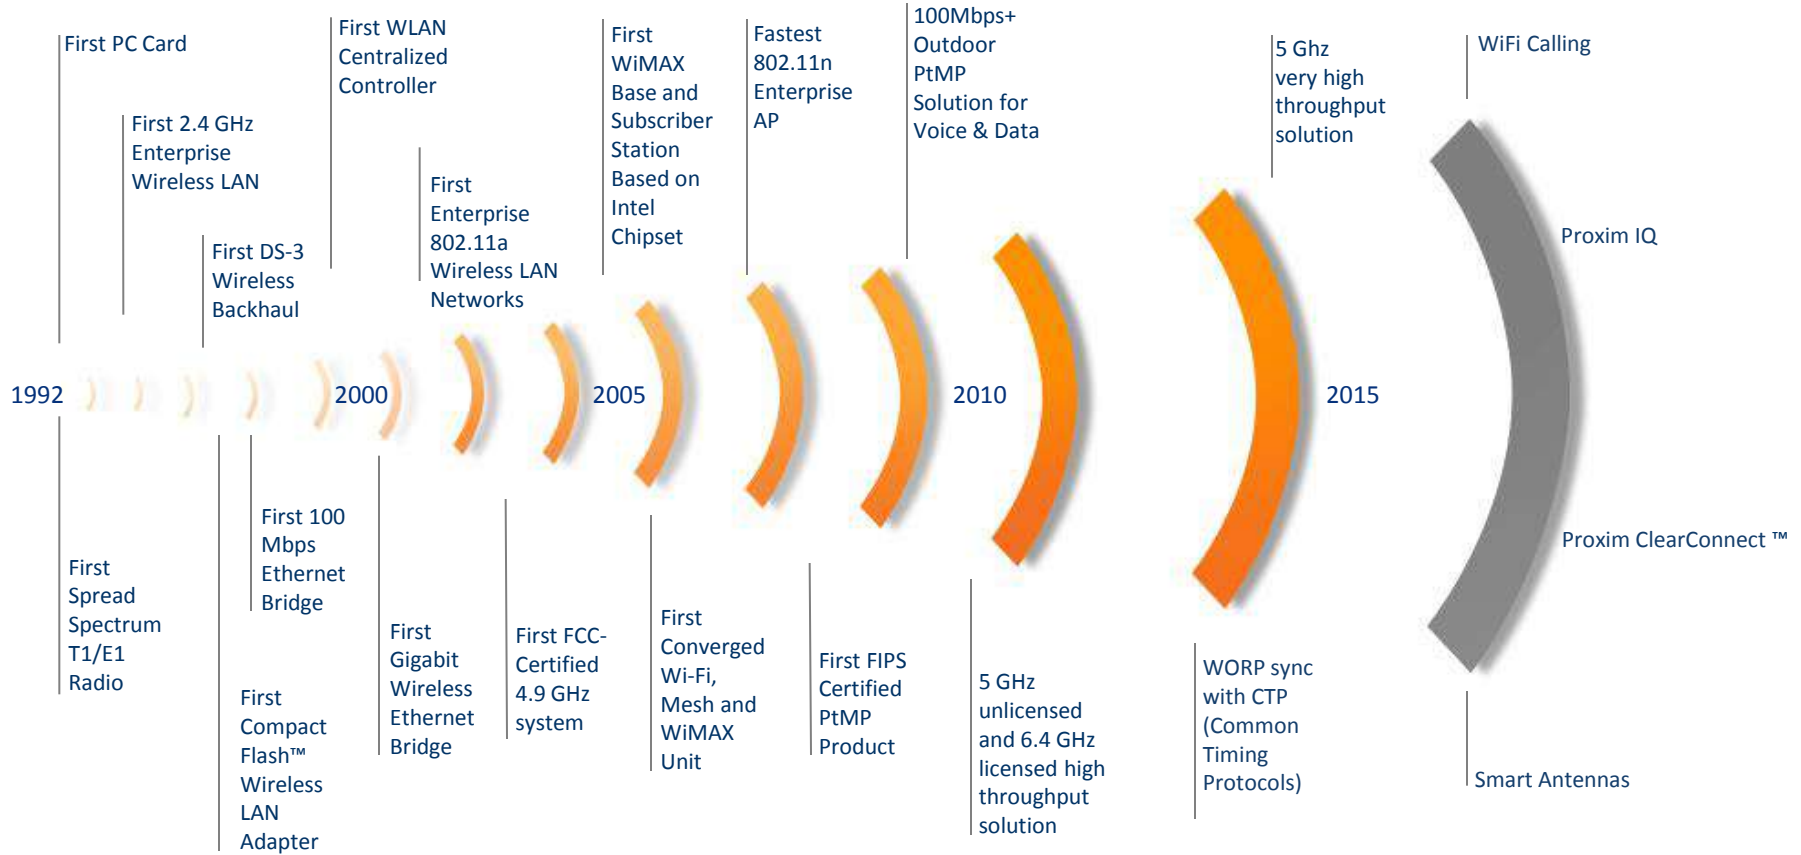 First PC Card
First 2.4 GHz
Enterprise
Wireless LAN
First DS-3
Wireless
Backhaul
First WLAN
Centralized
Controller
First
Enterprise
802.11a
Wireless LAN
Networks
First
WiMAX
Base and
Subscriber
Station
Based on
Intel
Chipset
Fastest
802.11n
Enterprise
AP
100Mbps+
Outdoor
PtMP
Solution for
Voice & Data
5 Ghz
very high
throughput
solution
WiFi Calling
Proxim IQ
1992
2000
2005
2010
2015
Proxim ClearConnect ™
First
Spread
Spectrum
T1/E1
Radio
First
Compact
Flash™
Wireless
LAN
Adapter
First 100
Mbps
Ethernet
Bridge
First
Gigabit
Wireless
Ethernet
Bridge
First FCC-
Certified
4.9 GHz
system
First
Converged
Wi-Fi,
Mesh and
WiMAX
Unit
First FIPS
Certified
PtMP
Product
5 GHz
unlicensed
and 6.4 GHz
licensed high
throughput
solution
WORP sync
with CTP
(Common
Timing
Protocols)
Smart Antennas